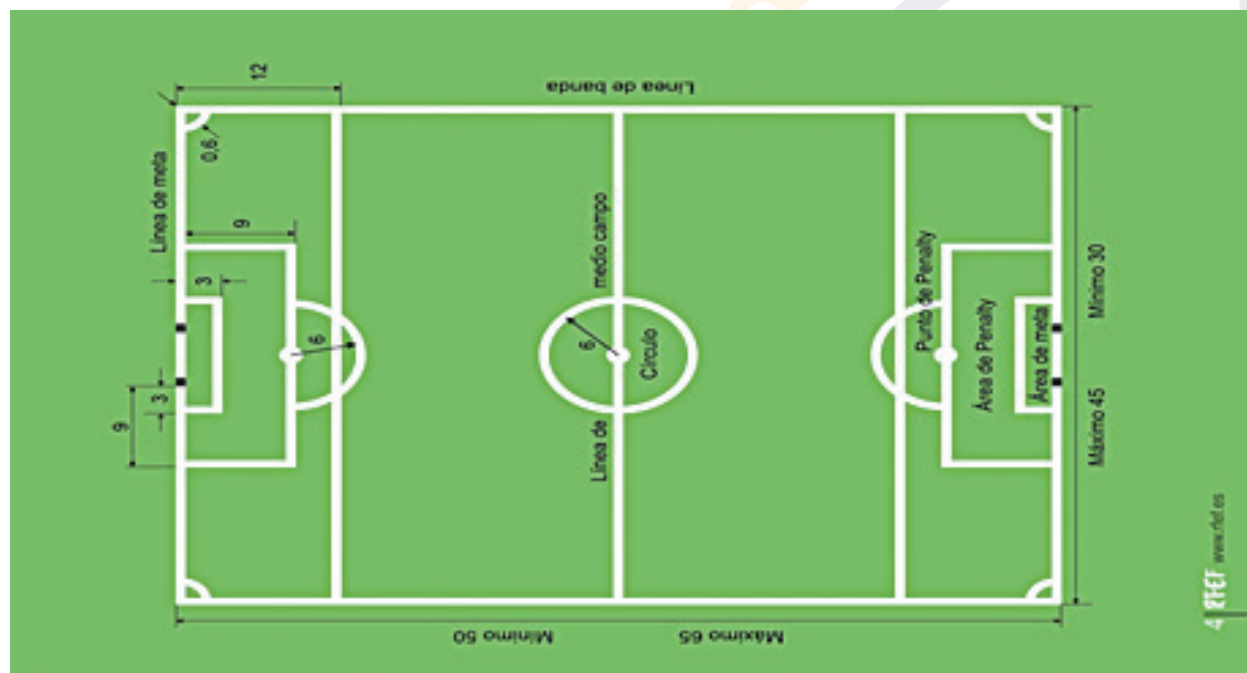 Línea de banda
12
0,6
Línea de meta
9
3
6
3
9
medio campo
6
Círculo
Línea de
Punto de Penalty
Área de Penalty
Área de meta
Mínimo 30
Máximo 45
Mínimo 50
Máximo 65
4 RFEF www.rfef.es